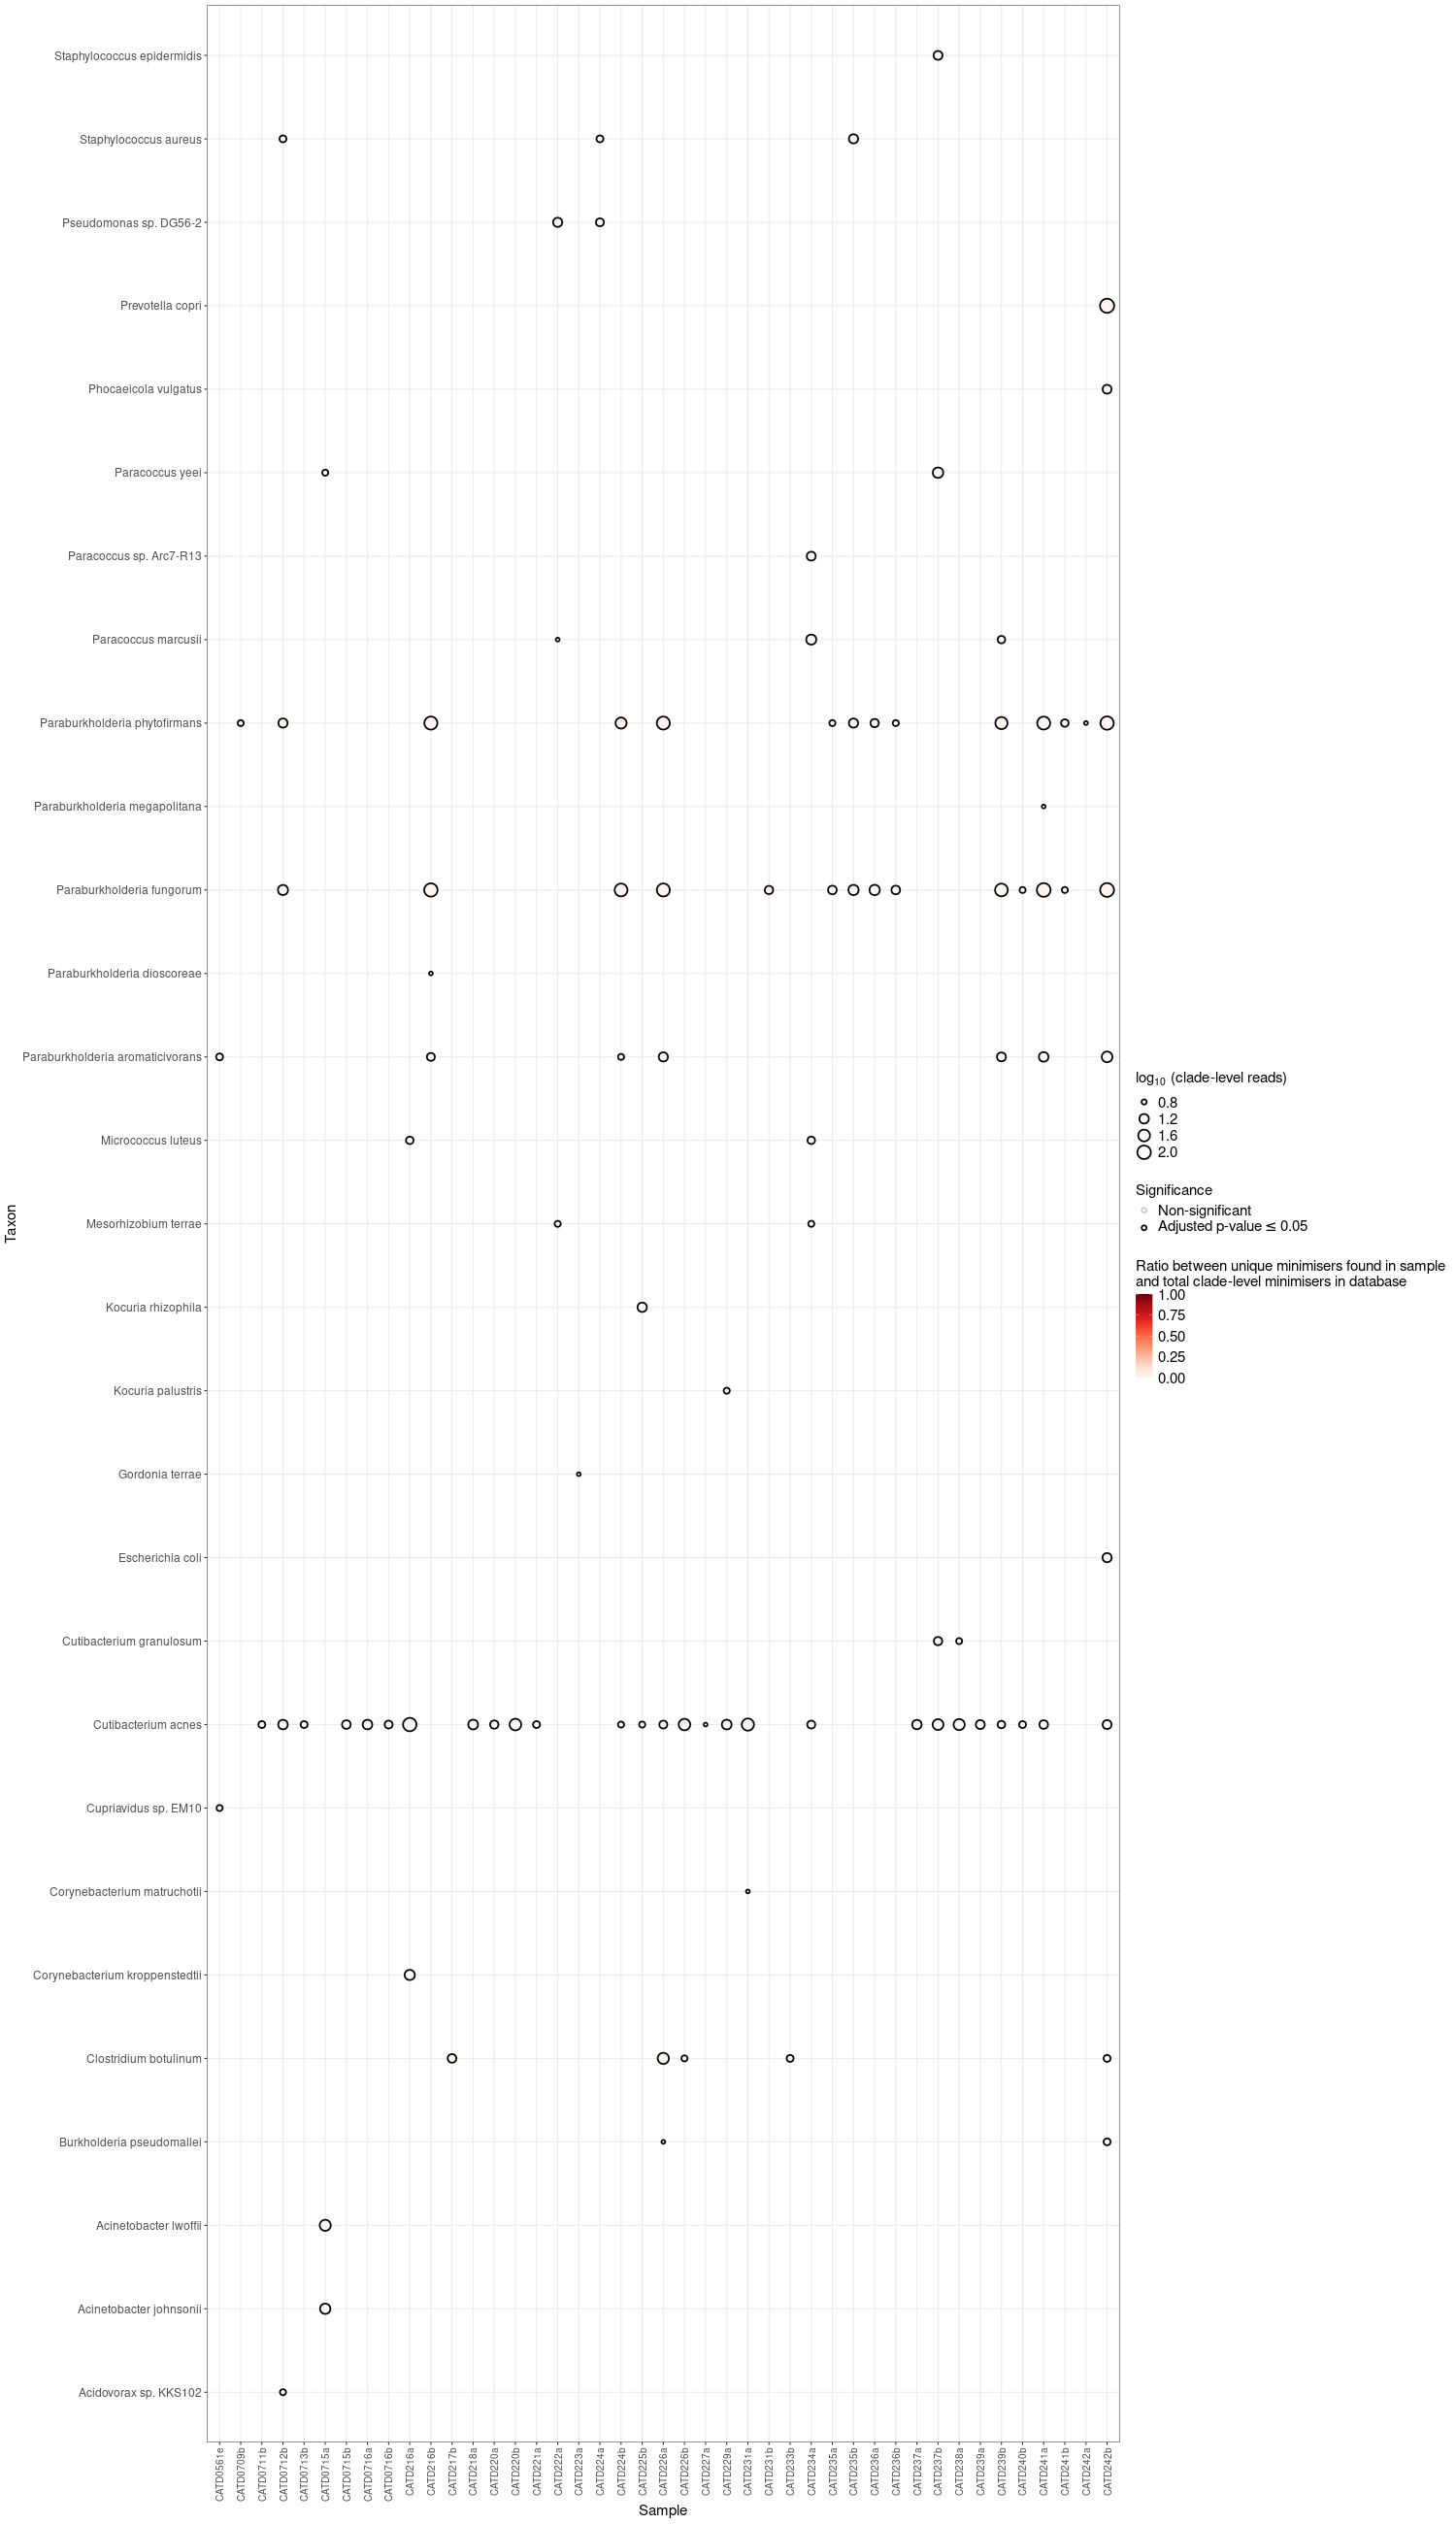 Staphylococcus epidermidis
Staphylococcus aureus
Pseudomonas sp. DG56-2
Prevotella copri
Phocaeicola vulgatus
Paracoccus yeei
Paracoccus sp. Arc7-R13
Paracoccus marcusii
Paraburkholderia phytofirmans
Paraburkholderia megapolitana
Paraburkholderia fungorum
Paraburkholderia dioscoreae
Paraburkholderia aromaticivorans
Micrococcus luteus
Mesorhizobium terrae
Kocuria rhizophila
Kocuria palustris
Gordonia terrae
Escherichia coli
Cutibacterium granulosum
Cutibacterium acnes
Cupriavidus sp. EM10
Corynebacterium matruchotii
Corynebacterium kroppenstedtii
Clostridium botulinum
Burkholderia pseudomallei
Acinetobacter lwoffii
Acinetobacter johnsonii
Acidovorax sp. KKS102
Taxon
CATD0561e
CATD0709b
CATD0711b
CATD0712b
CATD0713b
CATD0715a
CATD0715b
CATD0716a
CATD0716b
CATD216a
CATD216b
CATD217b
CATD218a
CATD220a
CATD220b
CATD221a
CATD222a
CATD223a
CATD224a
CATD224b
CATD225b
CATD226a
CATD226b
CATD227a
CATD229a
CATD231a
CATD231b
CATD233b
CATD234a
CATD235a
CATD235b
CATD236a
CATD236b
CATD237a
CATD237b
CATD238a
CATD239a
CATD239b
CATD240b
CATD241a
CATD241b
CATD242a
CATD242b
Sample
log₁₀ (clade-level reads)
0.8
1.2
1.6
2.0
Significance
Non-significant
Adjusted p-value ≤ 0.05
Ratio between unique minimisers found in sample
and total clade-level minimisers in database
1.00
0.75
0.50
0.25
0.00